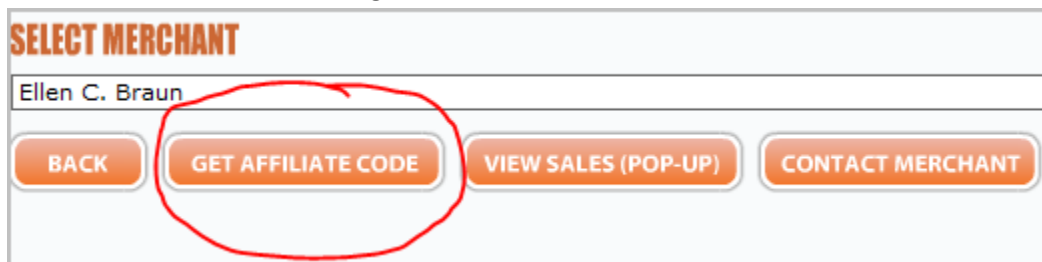 SELECT MERCHANT
Ellen C. Braun
BACK GET AFFILIATE CODE VIEW SALES (POP-UP) CONTACT MERCHANT